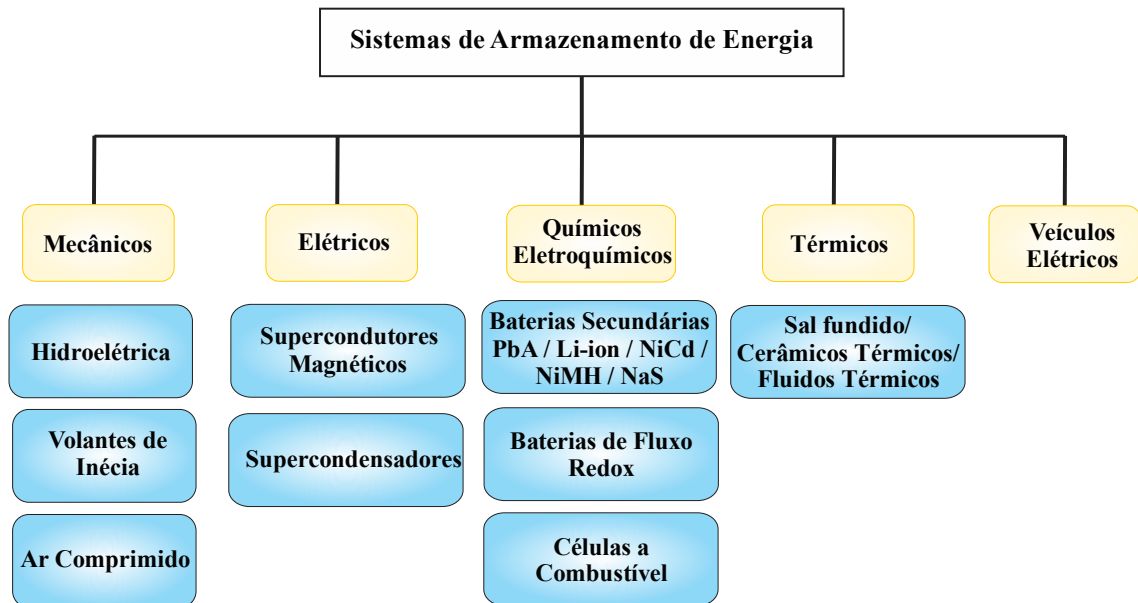 Sistemas de Armazenamento de Energia
Mecânicos
Elétricos
Químicos
Eletroquímicos
Térmicos
Veículos
Elétricos
Hidroelétrica
Volantes de
Inécia
Ar Comprimido
Supercondutores
Magnéticos
Supercondensadores
Baterias Secundárias
PbA / Li-ion / NiCd /
NiMH / NaS
Baterias de Fluxo
Redox
Células a
Combustível
Sal fundido/
Cerâmicos Térmicos/
Fluidos Térmicos